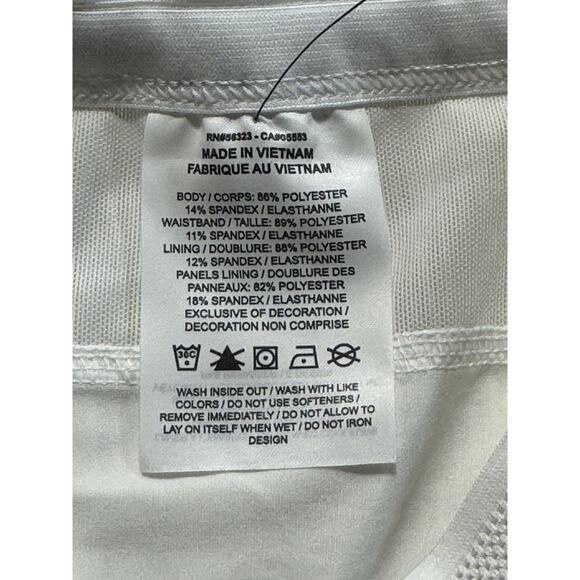 RN#56323 - CA#05553
MADE IN VIETNAM
FABRIQUE AU VIETNAM
BODY / CORPS: 86% POLYESTER
14% SPANDEX / ELASTHANNE
WAISTBAND / TAILLE: 89% POLYESTER
11% SPANDEX / ELASTHANNE
LINING / DOUBLURE: 88% POLYESTER
12% SPANDEX / ELASTHANNE
PANELS LINING / DOUBLURE DES
PANNEAUX: 82% POLYESTER
18% SPANDEX / ELASTHANNE
EXCLUSIVE OF DECORATION /
DECORATION NON COMPRISE
30C
WASH INSIDE OUT / WASH WITH LIKE
COLORS / DO NOT USE SOFTENERS /
REMOVE IMMEDIATELY / DO NOT ALLOW TO
LAY ON ITSELF WHEN WET / DO NOT IRON
DESIGN